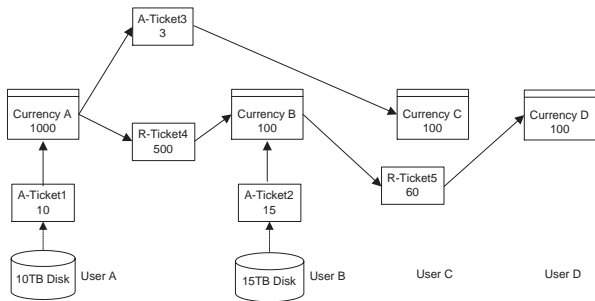 A-Ticket3
3
Currency A
1000
R-Ticket4
500
Currency B
100
Currency C
100
Currency D
100
R-Ticket5
60
A-Ticket1
10
A-Ticket2
15
10TB Disk
User A
15TB Disk
User B
User C
User D